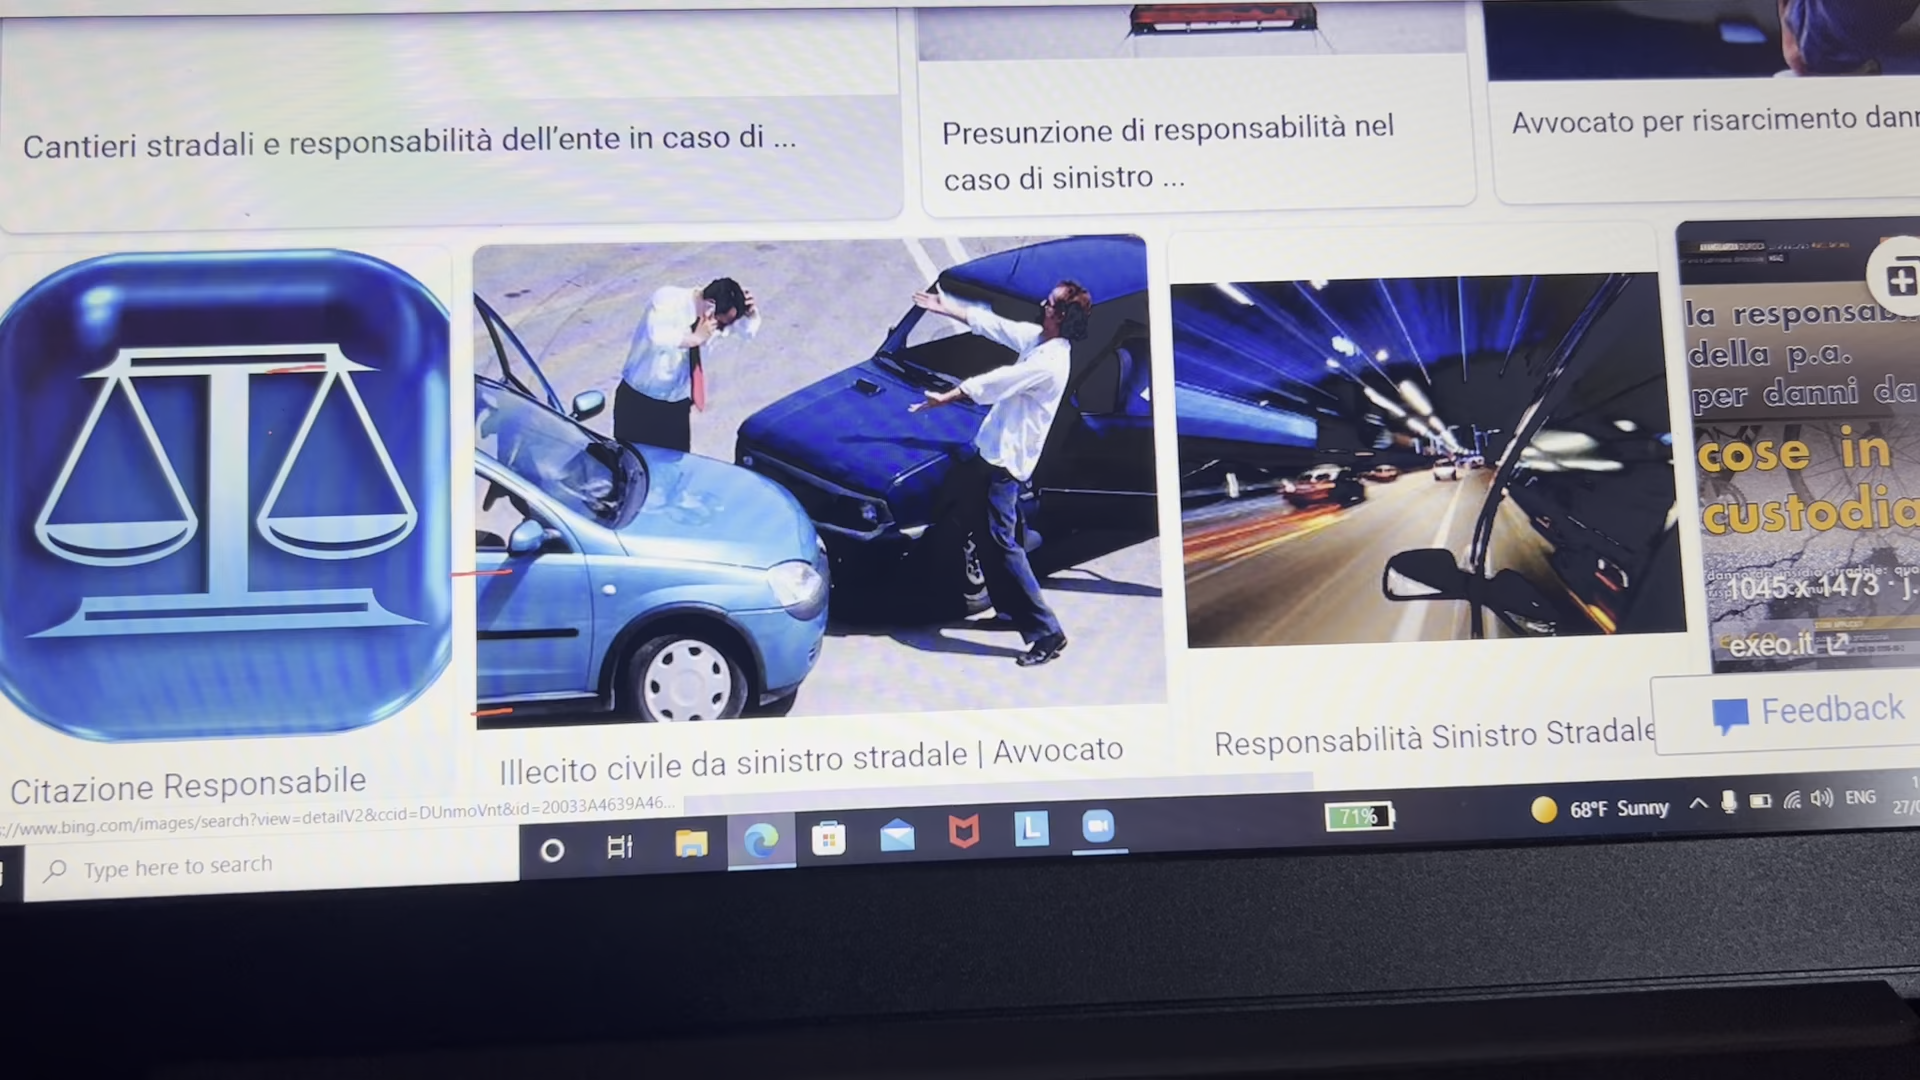 Cantieri stradali e responsabilità dell'ente in caso di ...
Presunzione di responsabilità nel
caso di sinistro ...
Avvocato per risarcimento
la
della p.a.
per danni da
cose in
custodia
1045 x 1473 · j.
exeo.it
Feedback
Citazione Responsabile
Illecito civile da sinistro stradale | Avvocato
Responsabilità Sinistro Stradale
://www.bing.com/images/search?view=detailV2&ccid=DUnmoVnt&id=20033A4639A46...
Type here to search
L
71%
68°F Sunny
ENG
27/